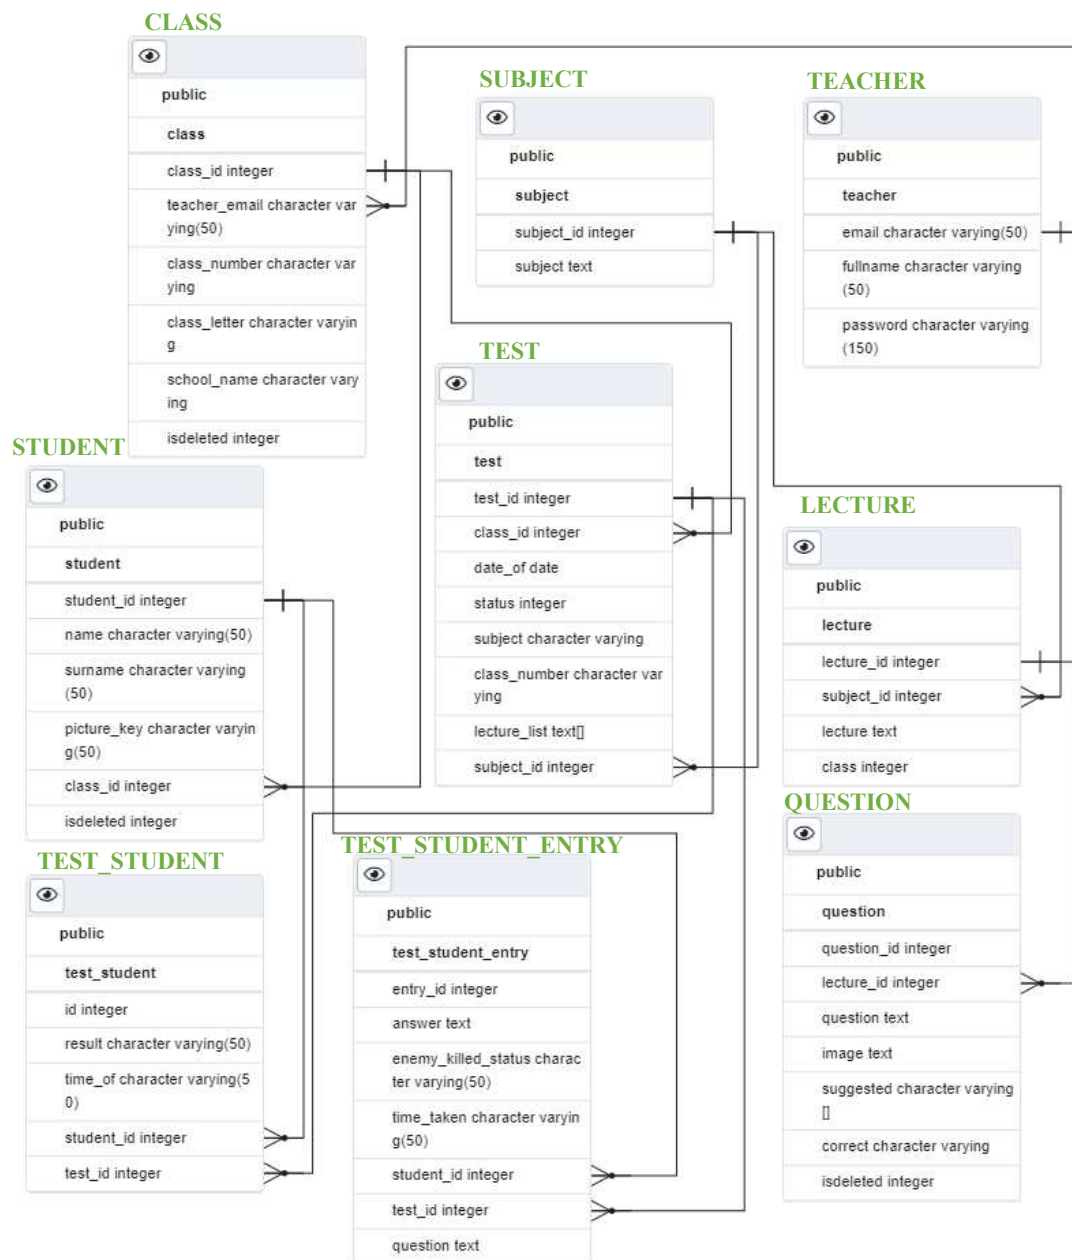 CLASS
public
class
class_id integer
teacher_email character var
ying(50)
class_number character var
ying
class_letter character varyin
g
school_name character vary
ing
isdeleted integer
SUBJECT
public
subject
subject_id integer
subject text
TEACHER
public
teacher
email character varying(50)
fullname character varying
(50)
password character varying
(150)
TEST
public
test
test_id integer
class_id integer
date_of date
status integer
subject character varying
class_number character var
ying
lecture_list text[]
subject_id integer
STUDENT
public
student
student_id integer
name character varying(50)
surname character varying
(50)
picture_key character varyin
g(50)
class_id integer
isdeleted integer
LECTURE
public
lecture
lecture_id integer
subject_id integer
lecture text
class integer
TEST_STUDENT
public
test_student
id integer
result character varying(50)
time_of character varying(5
0)
student_id integer
test_id integer
TEST_STUDENT_ENTRY
public
test_student_entry
entry_id integer
answer text
enemy_killed_status charac
ter varying(50)
time_taken character varyin
g(50)
student_id integer
test_id integer
question text
QUESTION
public
question
question_id integer
lecture_id integer
question text
image text
suggested character varying
[]
correct character varying
isdeleted integer